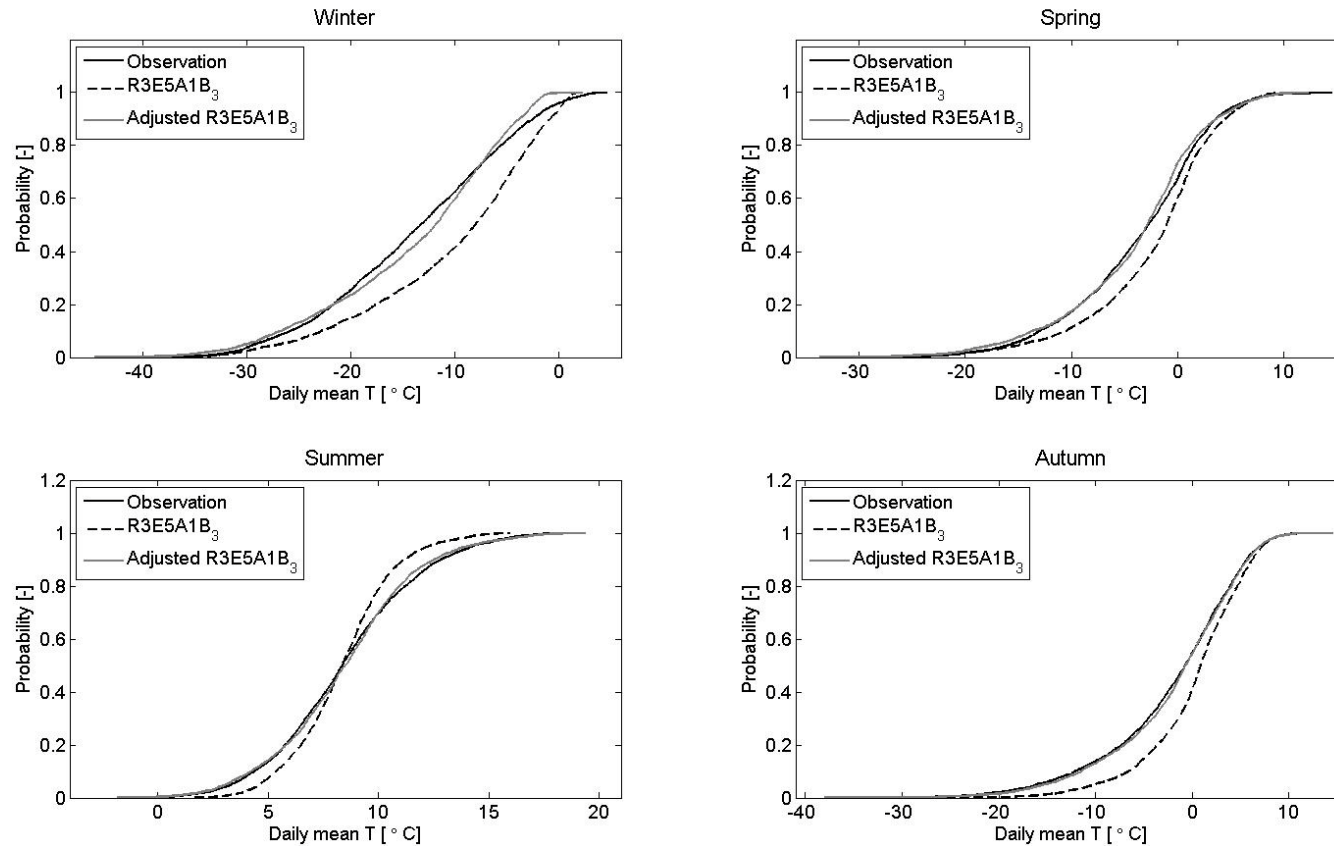 Winter
Observation
R3E5A1B3
Adjusted R3E5A1B3
Probability [-]
1
0.8
0.6
0.4
0.2
0
-40 -30 -20 -10 0
Daily mean T [ ° C]
Spring
Observation
R3E5A1B3
Adjusted R3E5A1B3
Probability [-]
1
0.8
0.6
0.4
0.2
0
-30 -20 -10 0 10
Daily mean T [ ° C]
Summer
Observation
R3E5A1B3
Adjusted R3E5A1B3
Probability [-]
1.2
1
0.8
0.6
0.4
0.2
0
0 5 10 15 20
Daily mean T [ ° C]
Autumn
Observation
R3E5A1B3
Adjusted R3E5A1B3
Probability [-]
1.2
1
0.8
0.6
0.4
0.2
0
-40 -30 -20 -10 0 10
Daily mean T [ ° C]